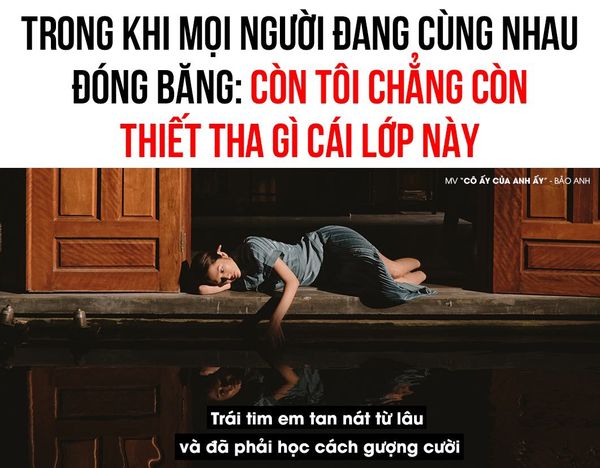 TRONG KHI MỌI NGƯỜI ĐANG CÙNG NHAU
ĐÓNG BĂNG: CÒN TÔI CHẲNG CÒN
THIẾT THA GÌ CÁI LỚP NÀY
MV "CÔ ẤY CỦA ANH ẤY" - BẢO ANH
Trái tim em tan nát từ lâu
và đã phải học cách gượng cười